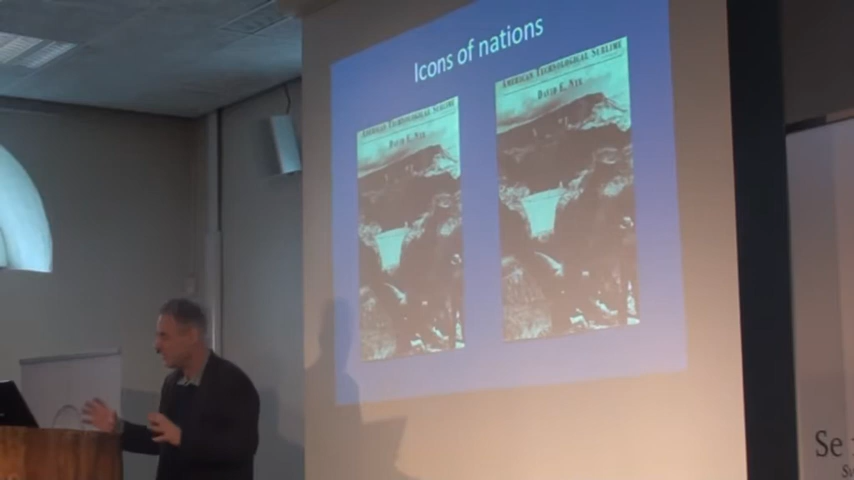 Icons of nations
AMERICAN TECHNOLOGICAL SUBLIME
DAVID E. NYE
AMERICAN TECHNOLOGICAL SUBLIME
DAVID E. NYE
Se